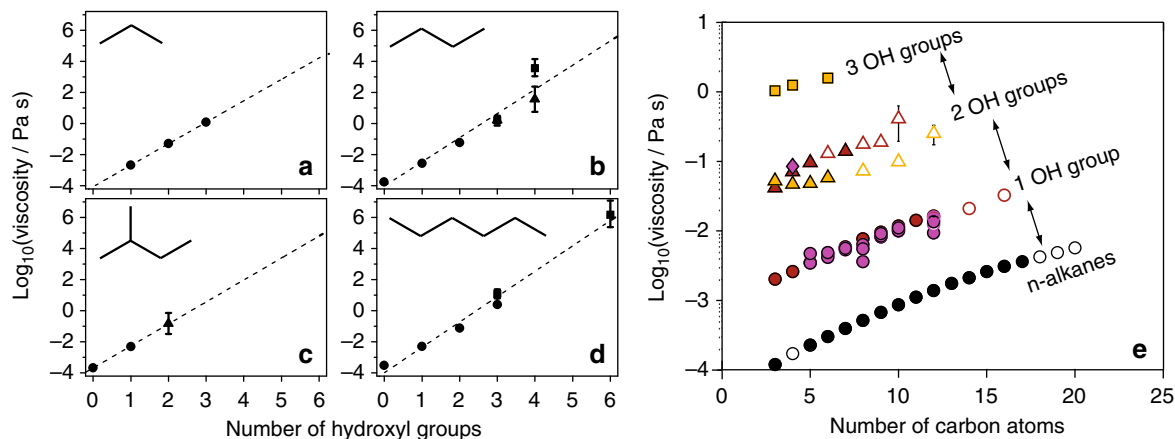 6
4
2
0
−2
−4
a
6
4
2
0
−2
−4
b
6
4
2
0
−2
−4
0 1 2 3 4 5 6
c
6
4
2
0
−2
−4
0 1 2 3 4 5 6
d
Log10(viscosity / Pa s)
Number of hydroxyl groups
1
0
−1
−2
−3
−4
0 5 10 15 20 25
Log10(viscosity / Pa s)
Number of carbon atoms
3 OH groups
2 OH groups
1 OH group
n-alkanes
e